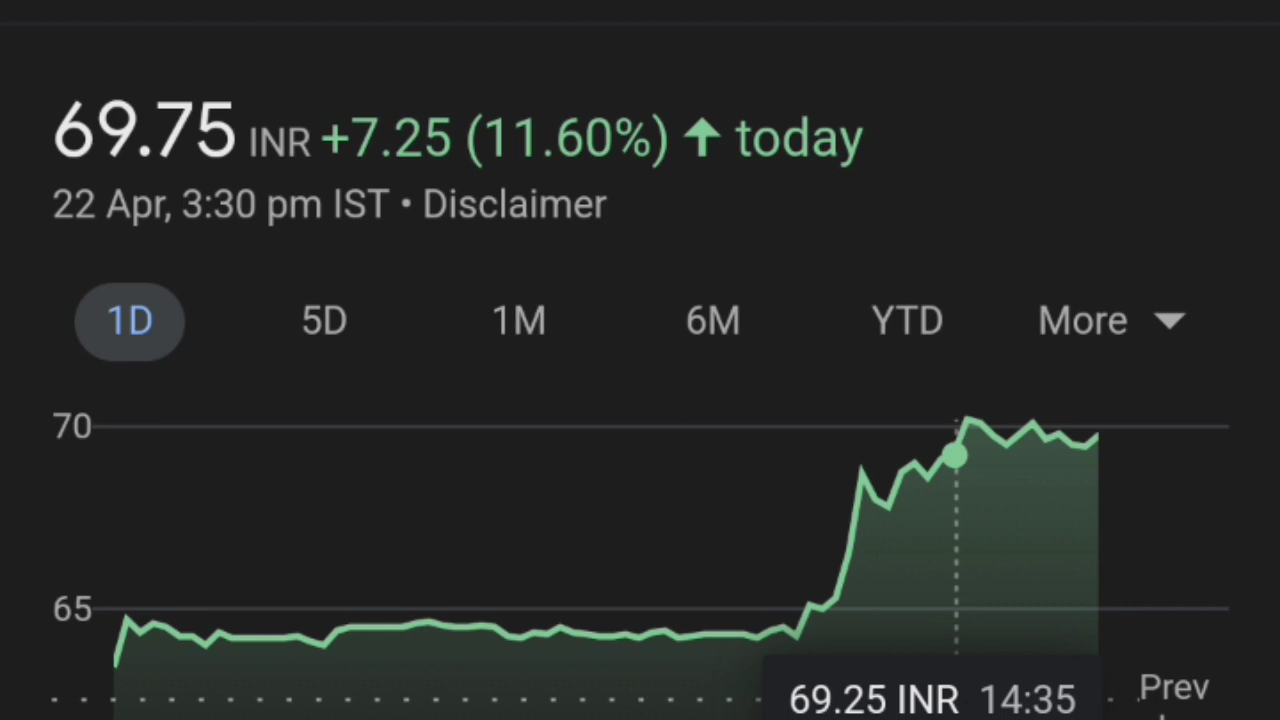 69.75 INR +7.25 (11.60%) ↑ today
22 Apr, 3:30 pm IST • Disclaimer
1D 5D 1M 6M YTD More
70
65
69.25 INR 14:35
Prev